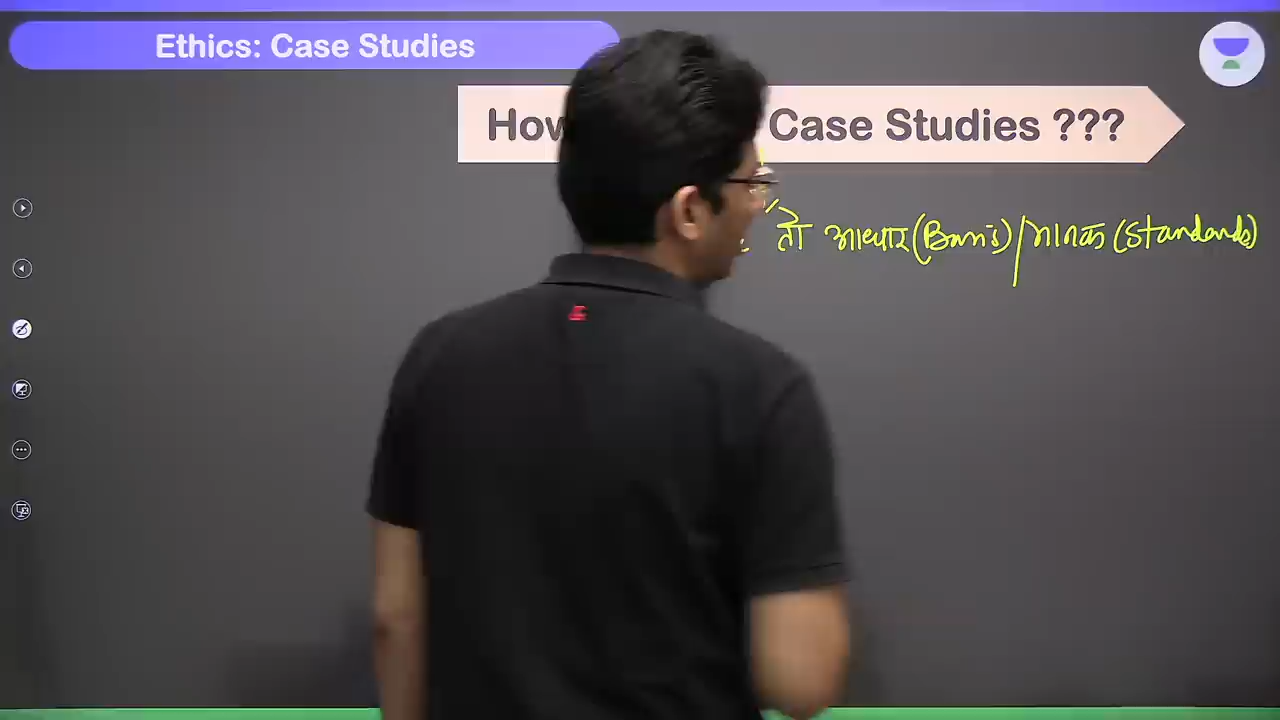 Ethics: Case Studies
How Case Studies ???
तो आधार (Basis) / मानक (Standards)